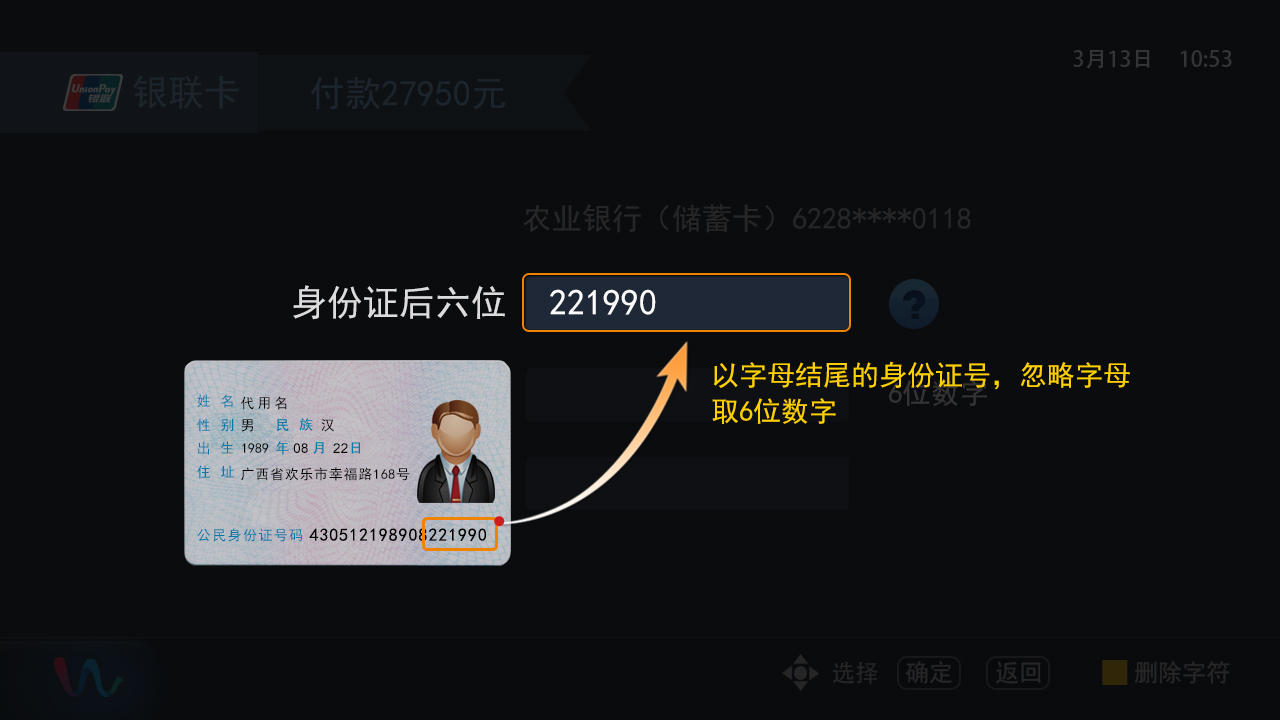 3月13日 10:53
UnionPay
银联
银联卡
付款27950元
农业银行（储蓄卡）6228****0118
身份证后六位
221990
?
以字母结尾的身份证号，忽略字母
取6位数字
6位数字
姓 名 代用名
性 别 男 民 族 汉
出 生 1989 年 08 月 22日
住 址 广西省欢乐市幸福路168号
公民身份证号码 430512198908221990
选择 确定 返回 删除字符